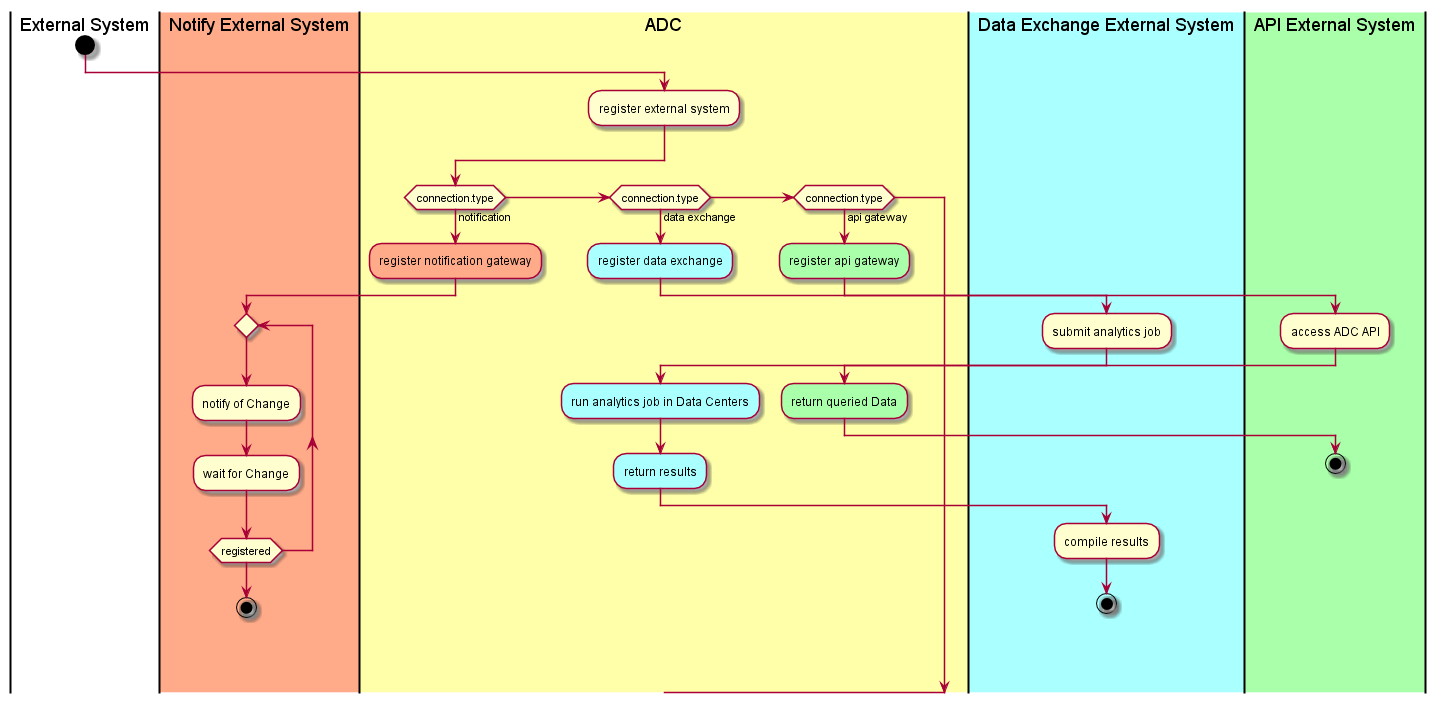 External System
Notify External System
ADC
Data Exchange External System
API External System
register external system
connection.type
connection.type
connection.type
notification
data exchange
api gateway
register notification gateway
register data exchange
register api gateway
submit analytics job
access ADC API
notify of Change
run analytics job in Data Centers
return queried Data
wait for Change
return results
registered
compile results